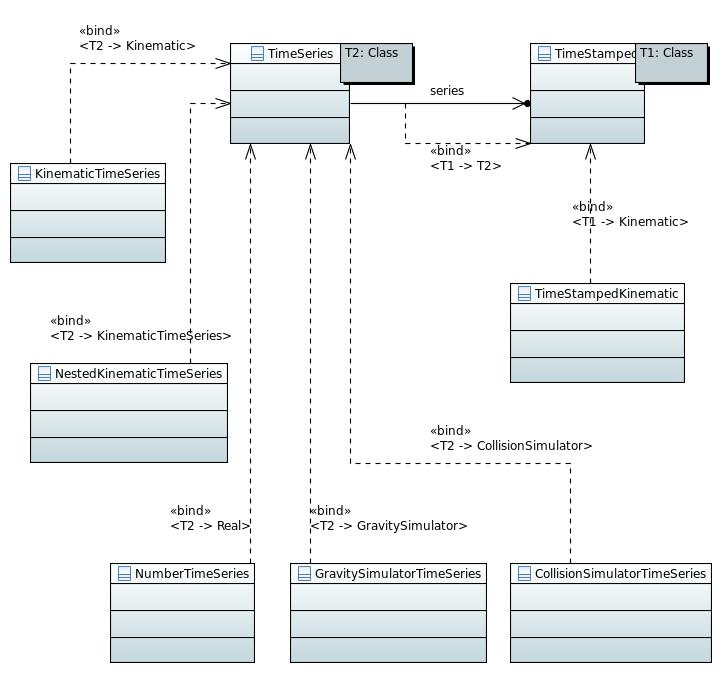 «bind»
<T2 -> Kinematic>
TimeSeries
T2: Class
TimeStamped
T1: Class
series
«bind»
<T1 -> T2>
KinematicTimeSeries
«bind»
<T1 -> Kinematic>
TimeStampedKinematic
«bind»
<T2 -> KinematicTimeSeries>
NestedKinematicTimeSeries
«bind»
<T2 -> CollisionSimulator>
«bind»
<T2 -> Real>
«bind»
<T2 -> GravitySimulator>
NumberTimeSeries
GravitySimulatorTimeSeries
CollisionSimulatorTimeSeries